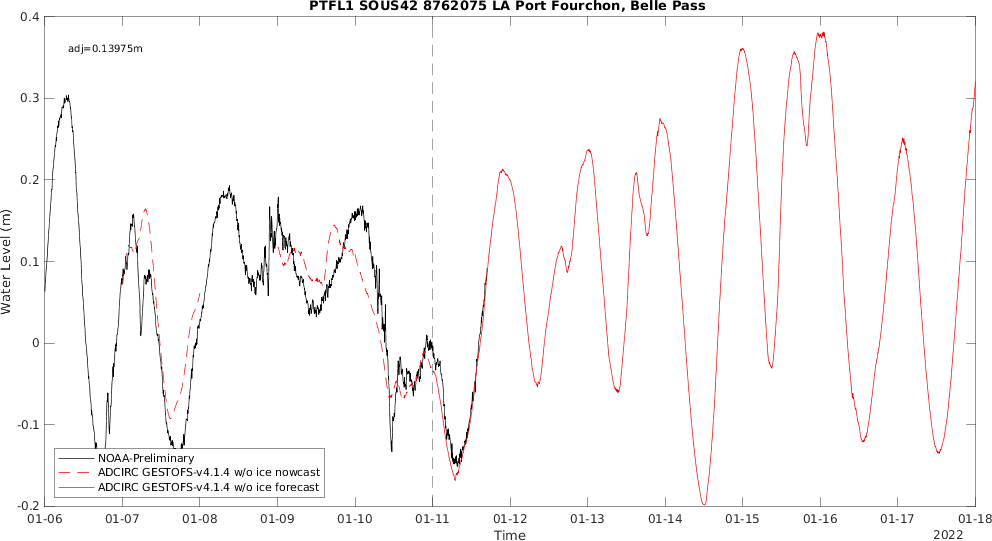 PTFL1 SOUS42 8762075 LA Port Fourchon, Belle Pass
adj=0.13975m
Water Level (m)
0.4
0.3
0.2
0.1
0
-0.1
-0.2
NOAA-Preliminary
ADCIRC GESTOFS-v4.1.4 w/o ice nowcast
ADCIRC GESTOFS-v4.1.4 w/o ice forecast
01-06 01-07 01-08 01-09 01-10 01-11 01-12 01-13 01-14 01-15 01-16 01-17 01-18
Time
2022